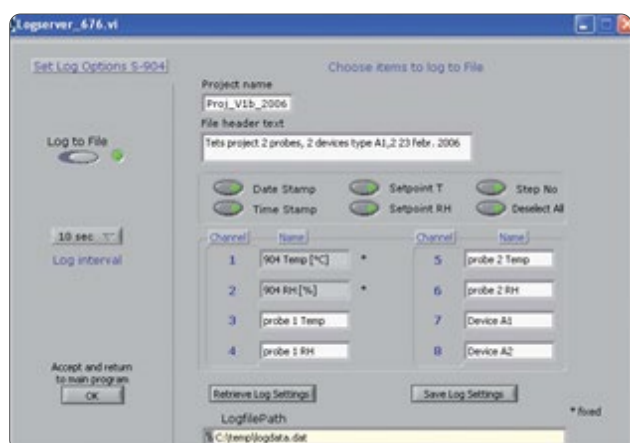 Logserver_676.vi
Set Log Options S-904
Choose items to log to File
Project name
Proj_V1b_2006
File header text
Tets project 2 probes, 2 devices type A1,2 23 febr. 2006
Log to File
Date Stamp
Setpoint T
Step No
Time Stamp
Setpoint RH
Deselect All
10 sec
Log interval
Channel
Name
Channel
Name
1
904 Temp [°C]
*
5
probe 2 Temp
2
904 RH [%]
*
6
probe 2 RH
3
probe 1 Temp
7
Device A1
4
probe 1 RH
8
Device A2
Accept and return
to main program
OK
Retrieve Log Settings
Save Log Settings
* fixed
LogfilePath
C:\temp\logdata.dat